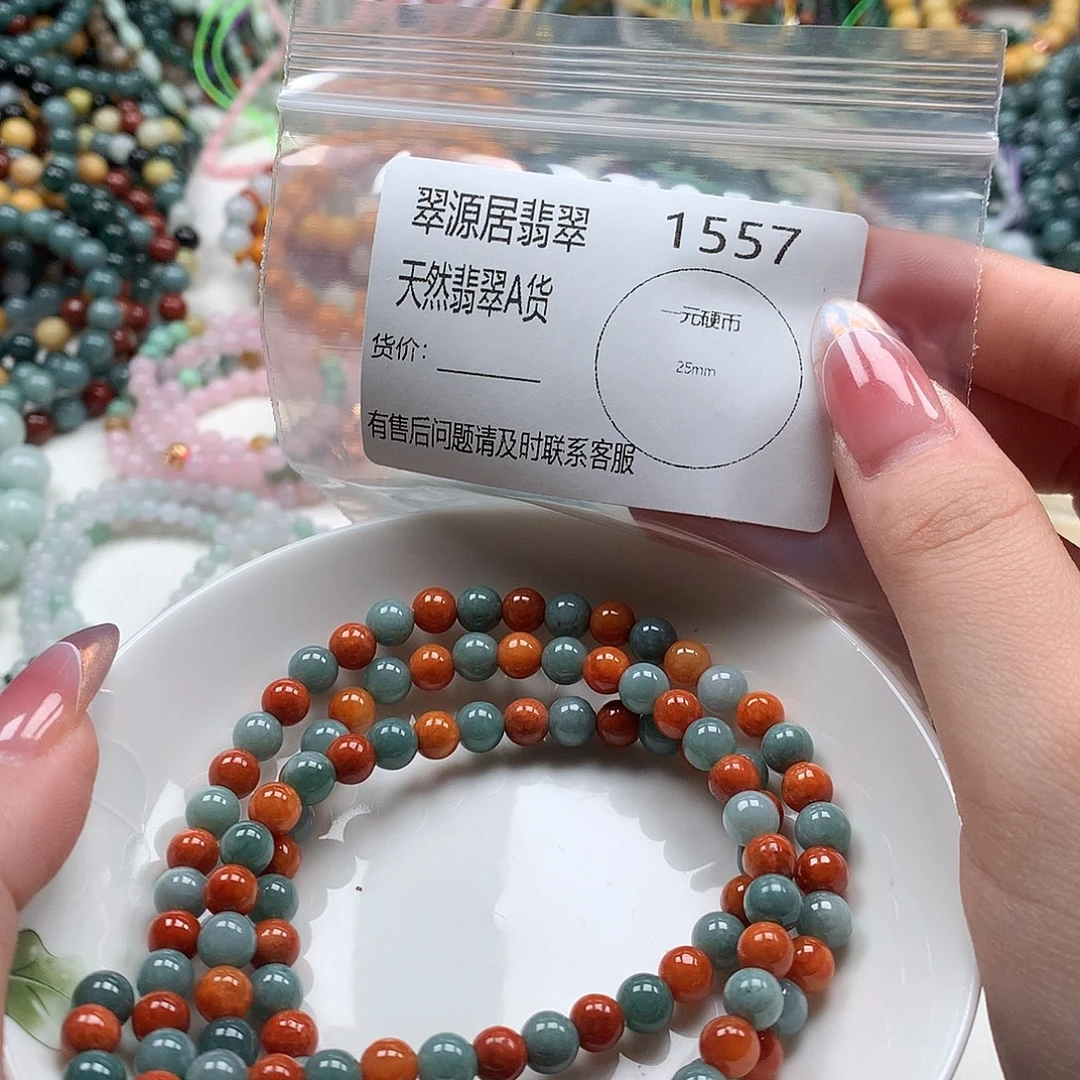 翠源居翡翠
1557
天然翡翠A货
一元硬币
货价：
25mm
有售后问题请及时联系客服